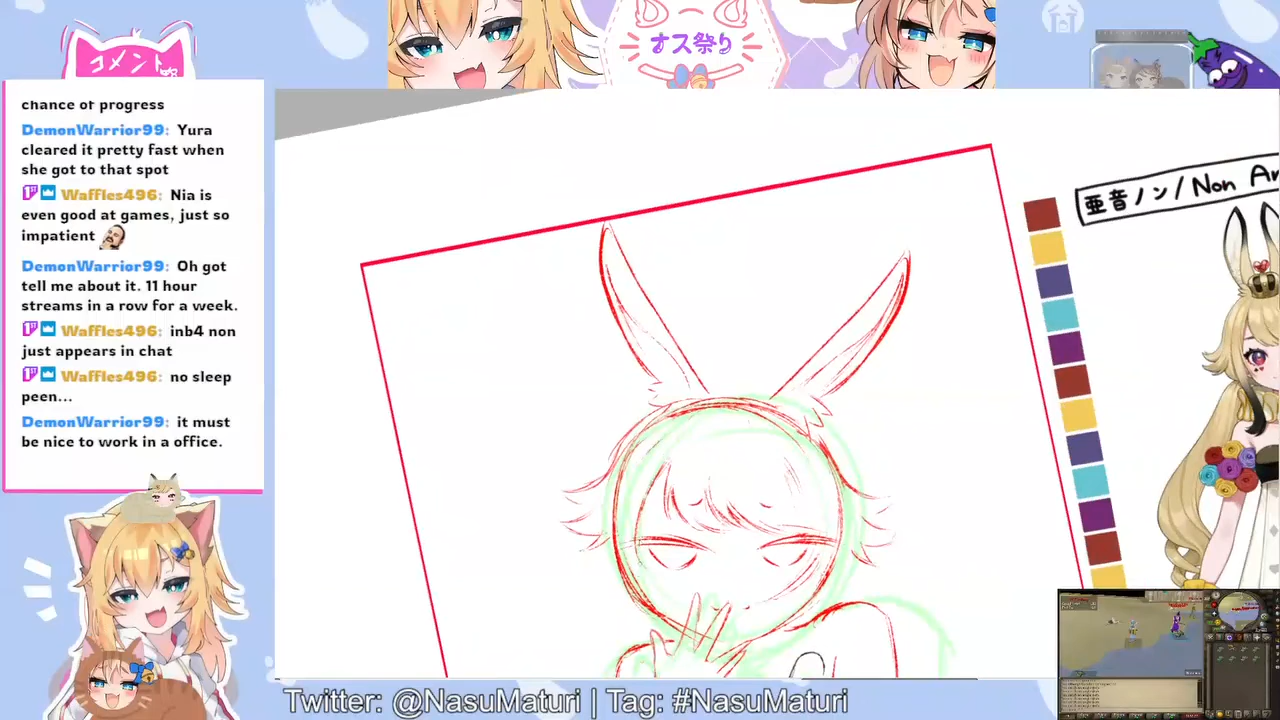 コメント
オス祭り
chance of progress
DemonWarrior99: Yura
cleared it pretty fast when
she got to that spot
Waffles496: Nia is
even good at games, just so
impatient
DemonWarrior99: Oh got
tell me about it. 11 hour
streams in a row for a week.
Waffles496: inb4 non
just appears in chat
Waffles496: no sleep
peen...
DemonWarrior99: it must
be nice to work in a office.
亜音ノン/Non An
Twitter: @NasuMaturi | Tag: #NasuMaturi